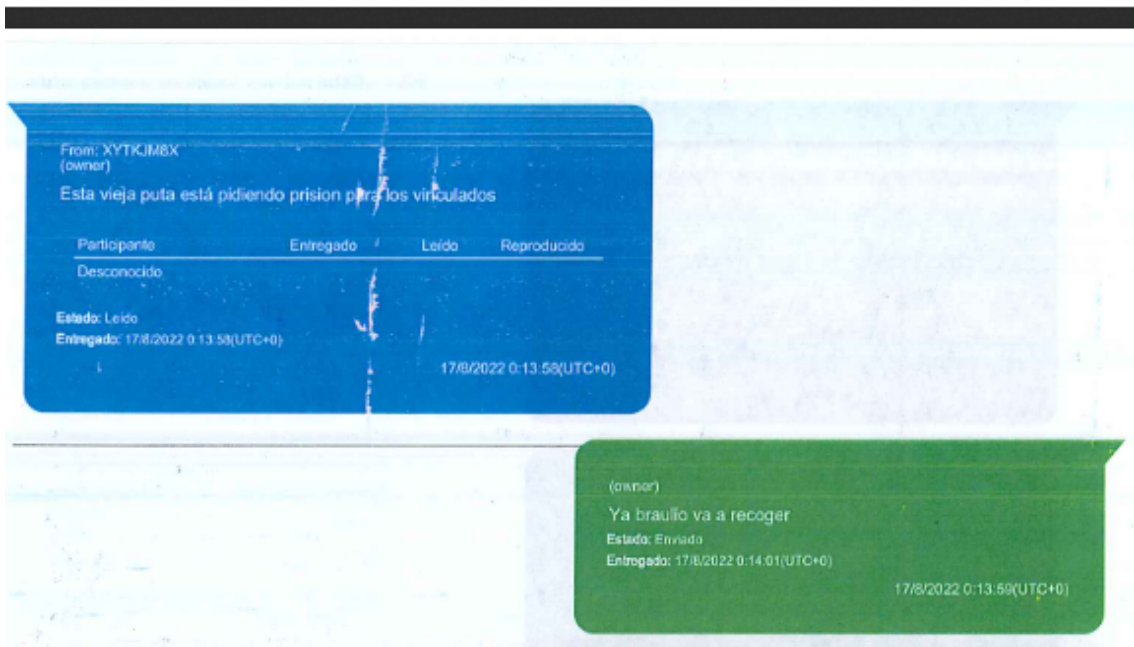 From: XYTKJM8X
(owner)
Esta vieja puta está pidiendo prision para los vinculados
Participante Entregado Leído Reproducido
Desconocido
Estado: Leído
Entregado: 17/8/2022 0:13:58(UTC+0)
17/8/2022 0:13:58(UTC+0)
(owner)
Ya braulio va a recoger
Estado: Enviado
Entregado: 17/8/2022 0:14:01(UTC+0)
17/8/2022 0:13:59(UTC+0)